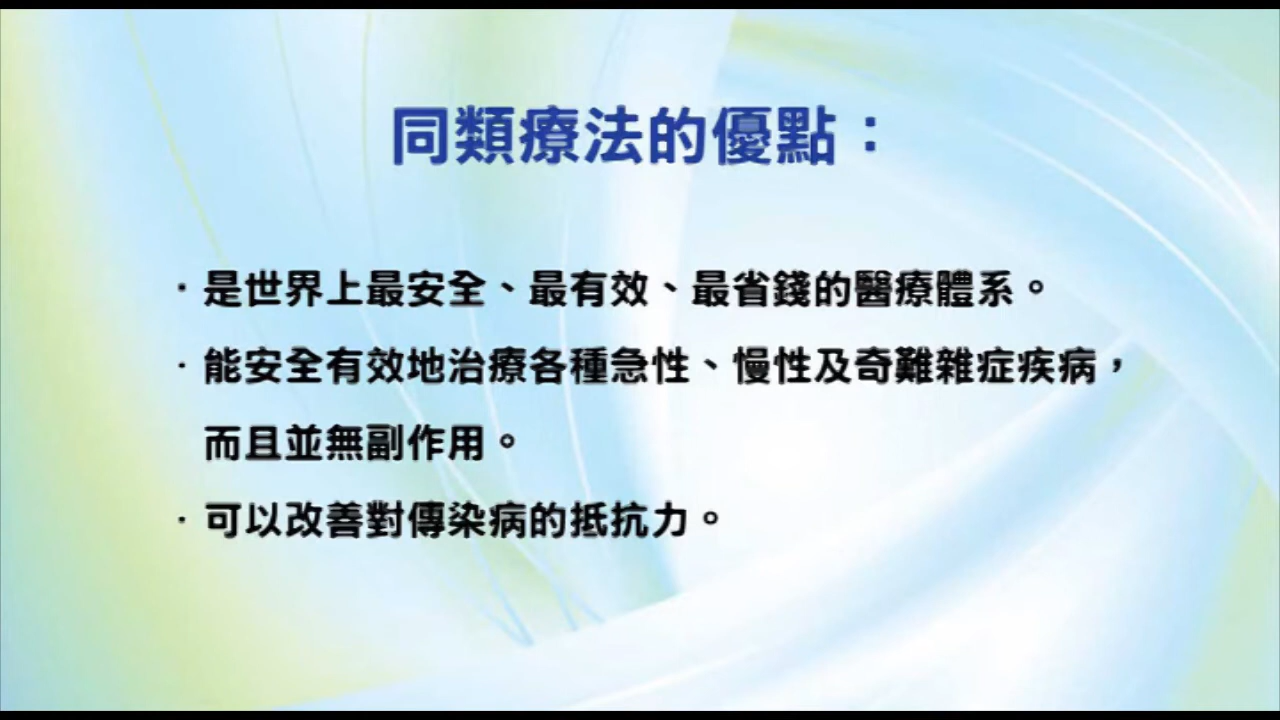 同類療法的優點：
·是世界上最安全、最有效、最省錢的醫療體系。
·能安全有效地治療各種急性、慢性及奇難雜症疾病，
而且並無副作用。
·可以改善對傳染病的抵抗力。